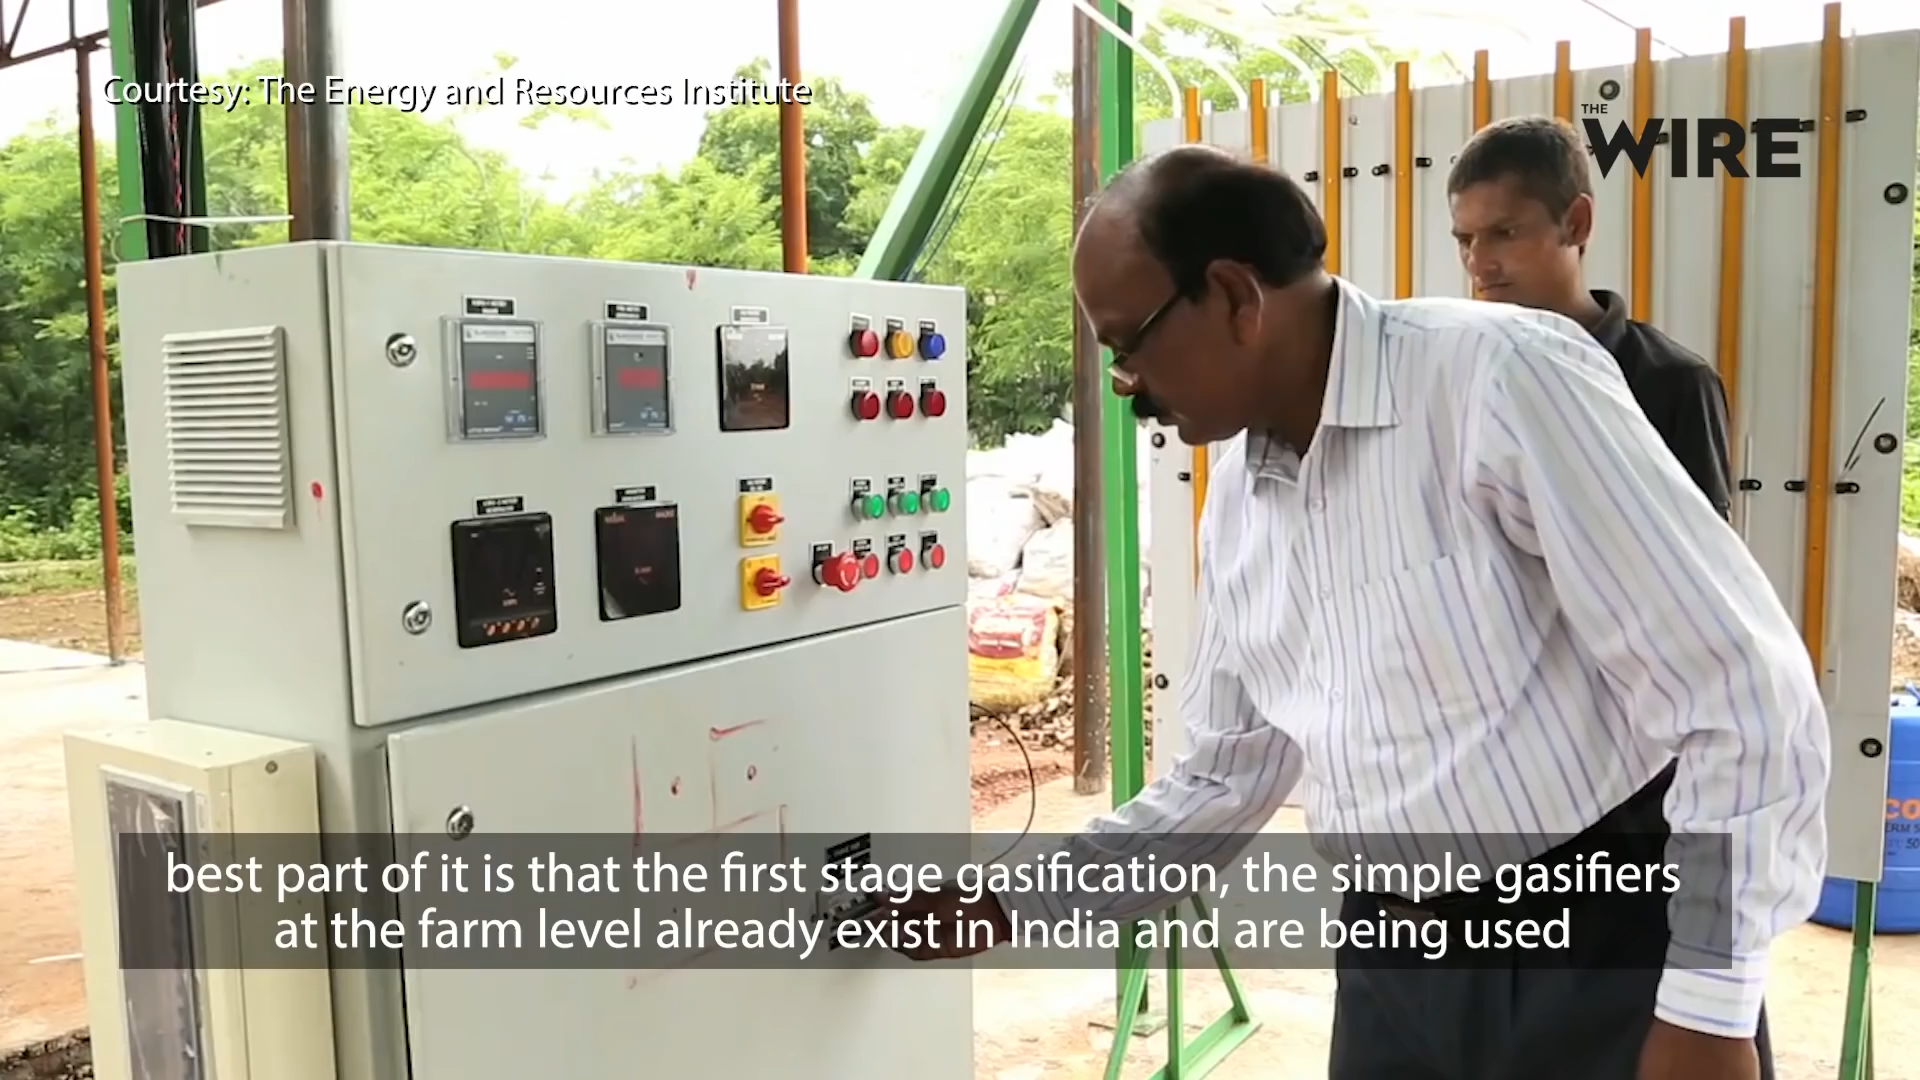 Courtesy: The Energy and Resources Institute
THE
WIRE
best part of it is that the first stage gasification, the simple gasifiers
at the farm level already exist in India and are being used
CO